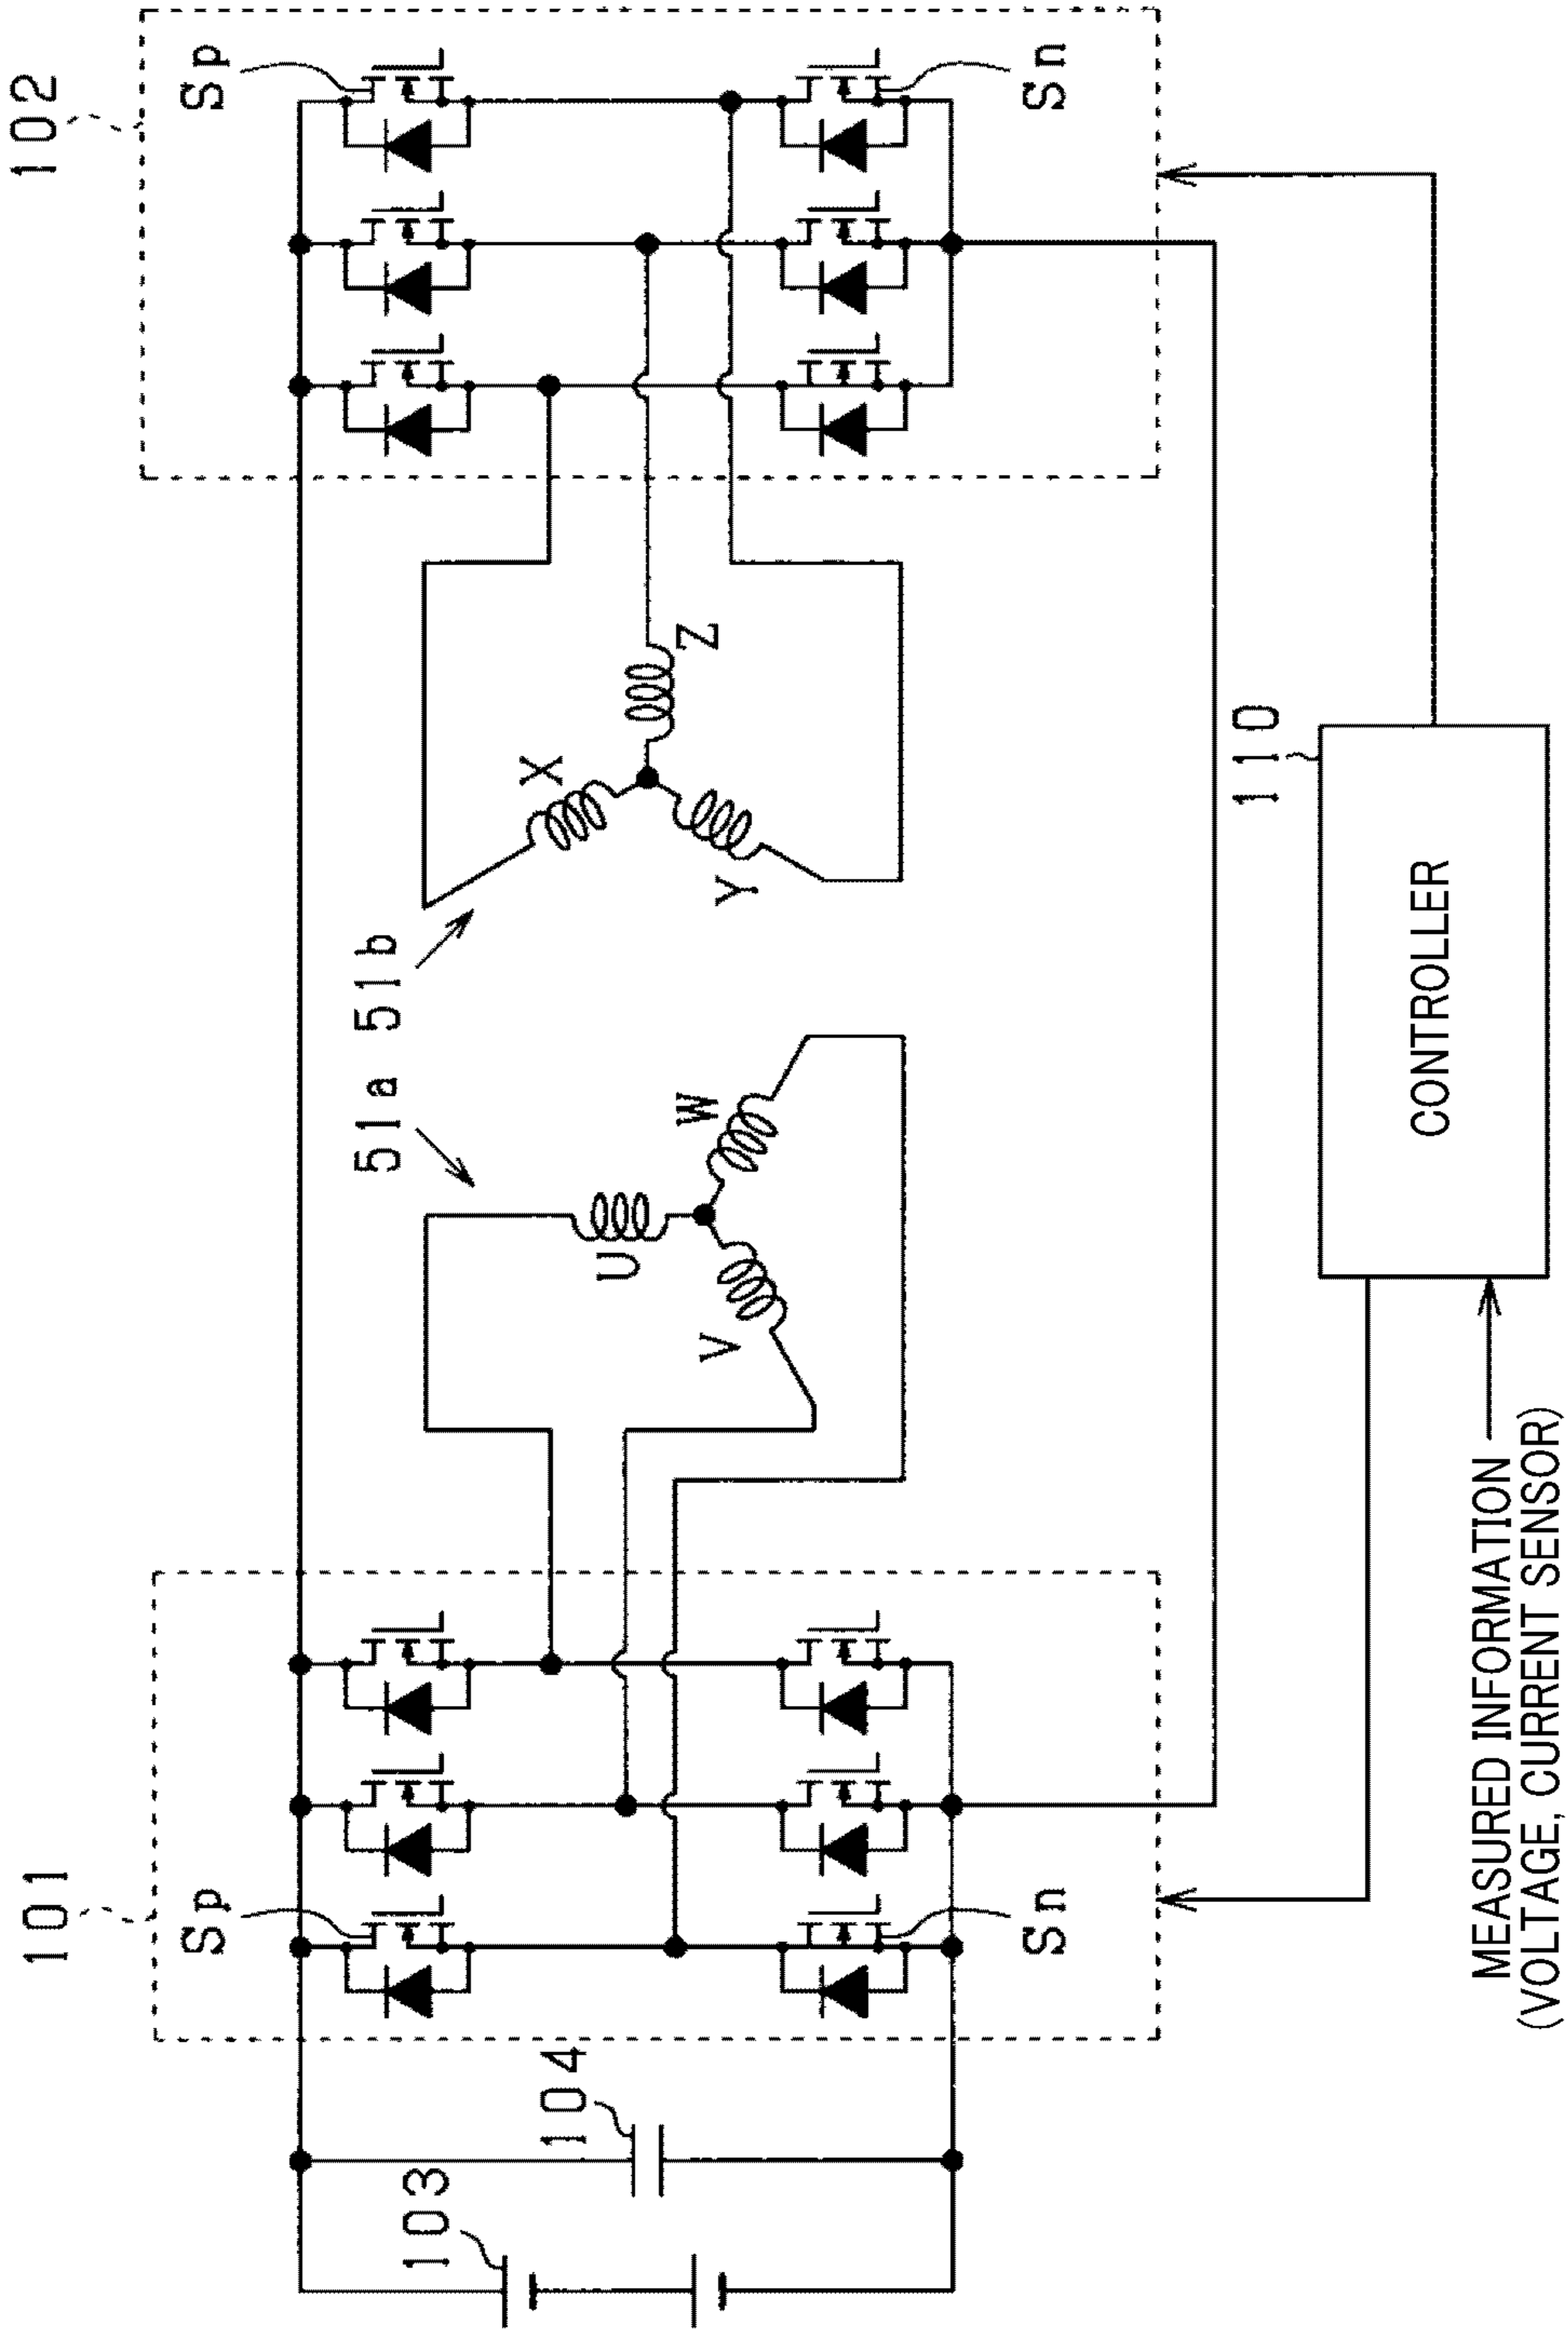 101
102
Sp
Sp
103
104
51a
51b
U
V
W
X
Y
Z
Sn
Sn
110
CONTROLLER
MEASURED INFORMATION
(VOLTAGE, CURRENT SENSOR)